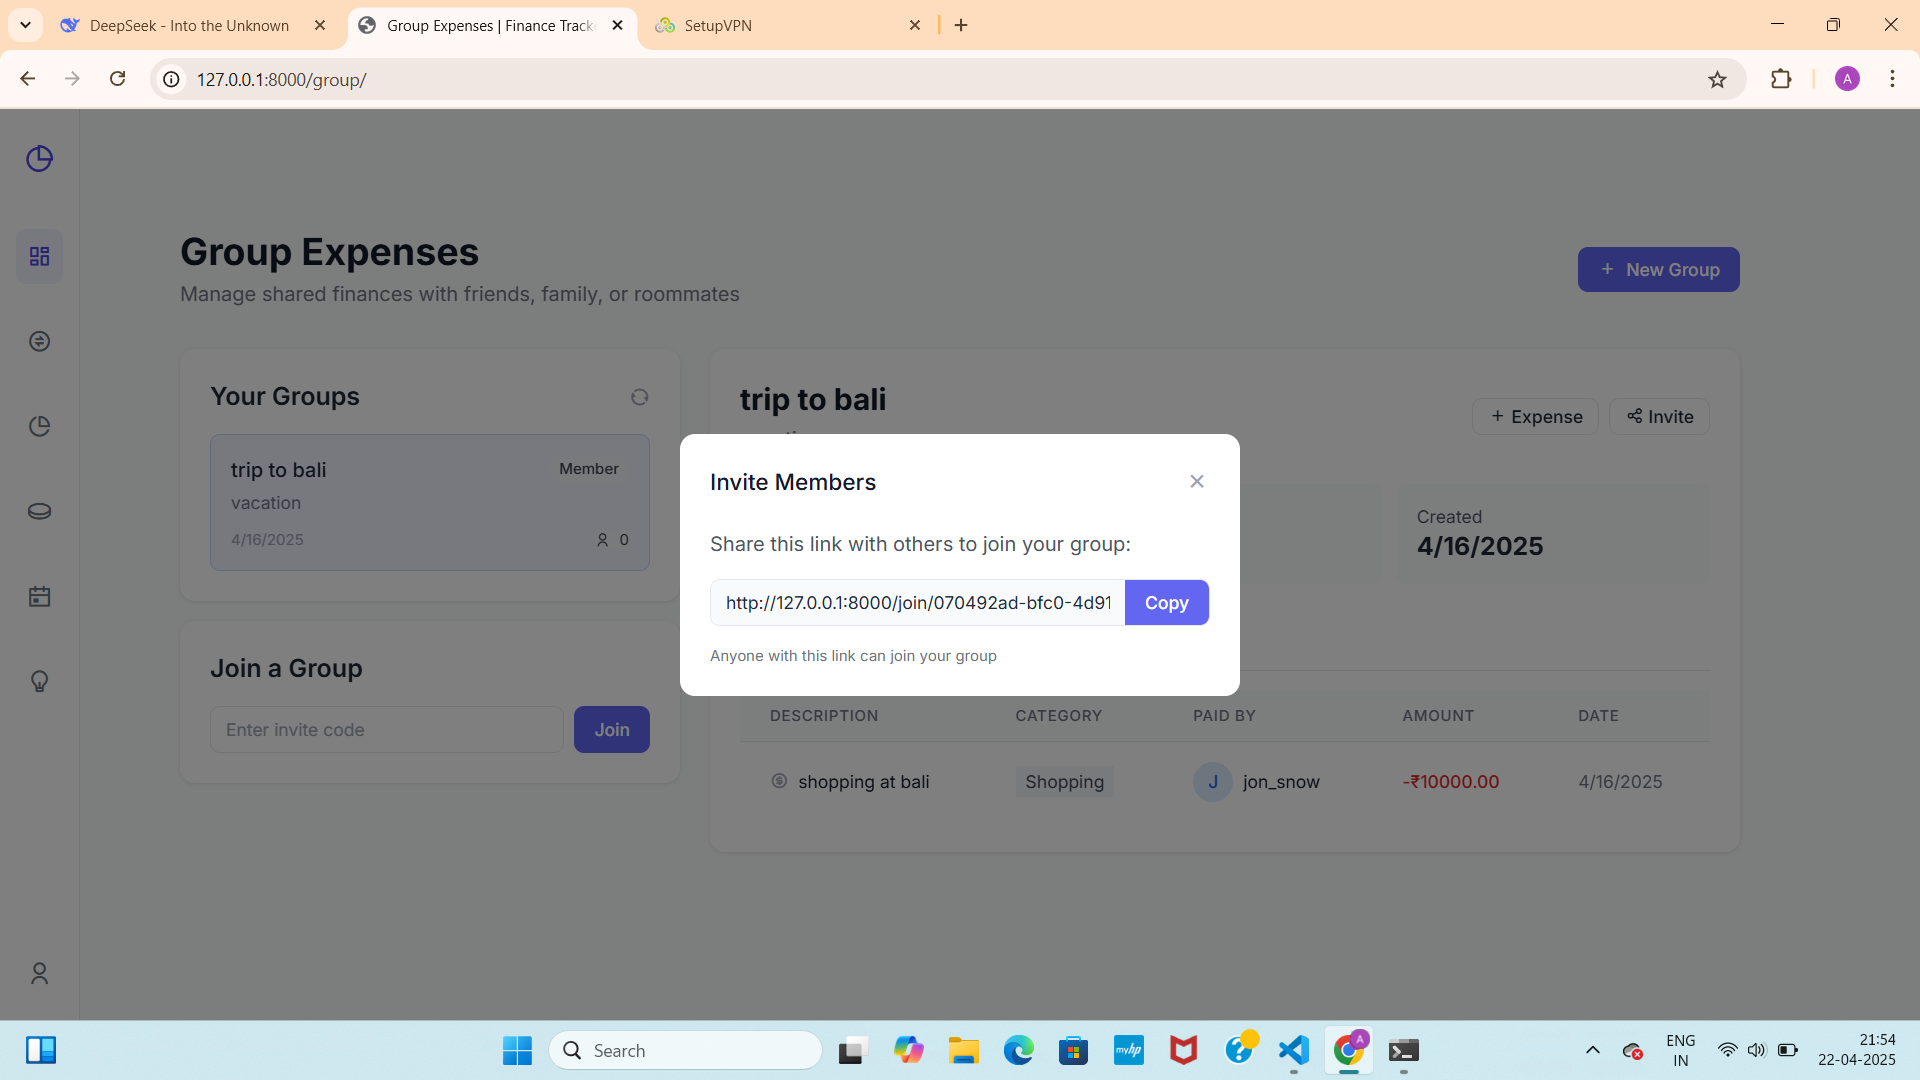 DeepSeek - Into the Unknown
Group Expenses | Finance Track
SetupVPN
127.0.0.1:8000/group/
A
Group Expenses
Manage shared finances with friends, family, or roommates
+ New Group
Your Groups
trip to bali
Member
vacation
4/16/2025
0
Join a Group
Enter invite code
Join
trip to bali
+ Expense
Invite
Created
4/16/2025
Invite Members
Share this link with others to join your group:
http://127.0.0.1:8000/join/070492ad-bfc0-4d91
Copy
Anyone with this link can join your group
DESCRIPTION CATEGORY PAID BY AMOUNT DATE
shopping at bali Shopping J jon_snow -₹10000.00 4/16/2025
Search
myhp
A
ENG
IN
21:54
22-04-2025